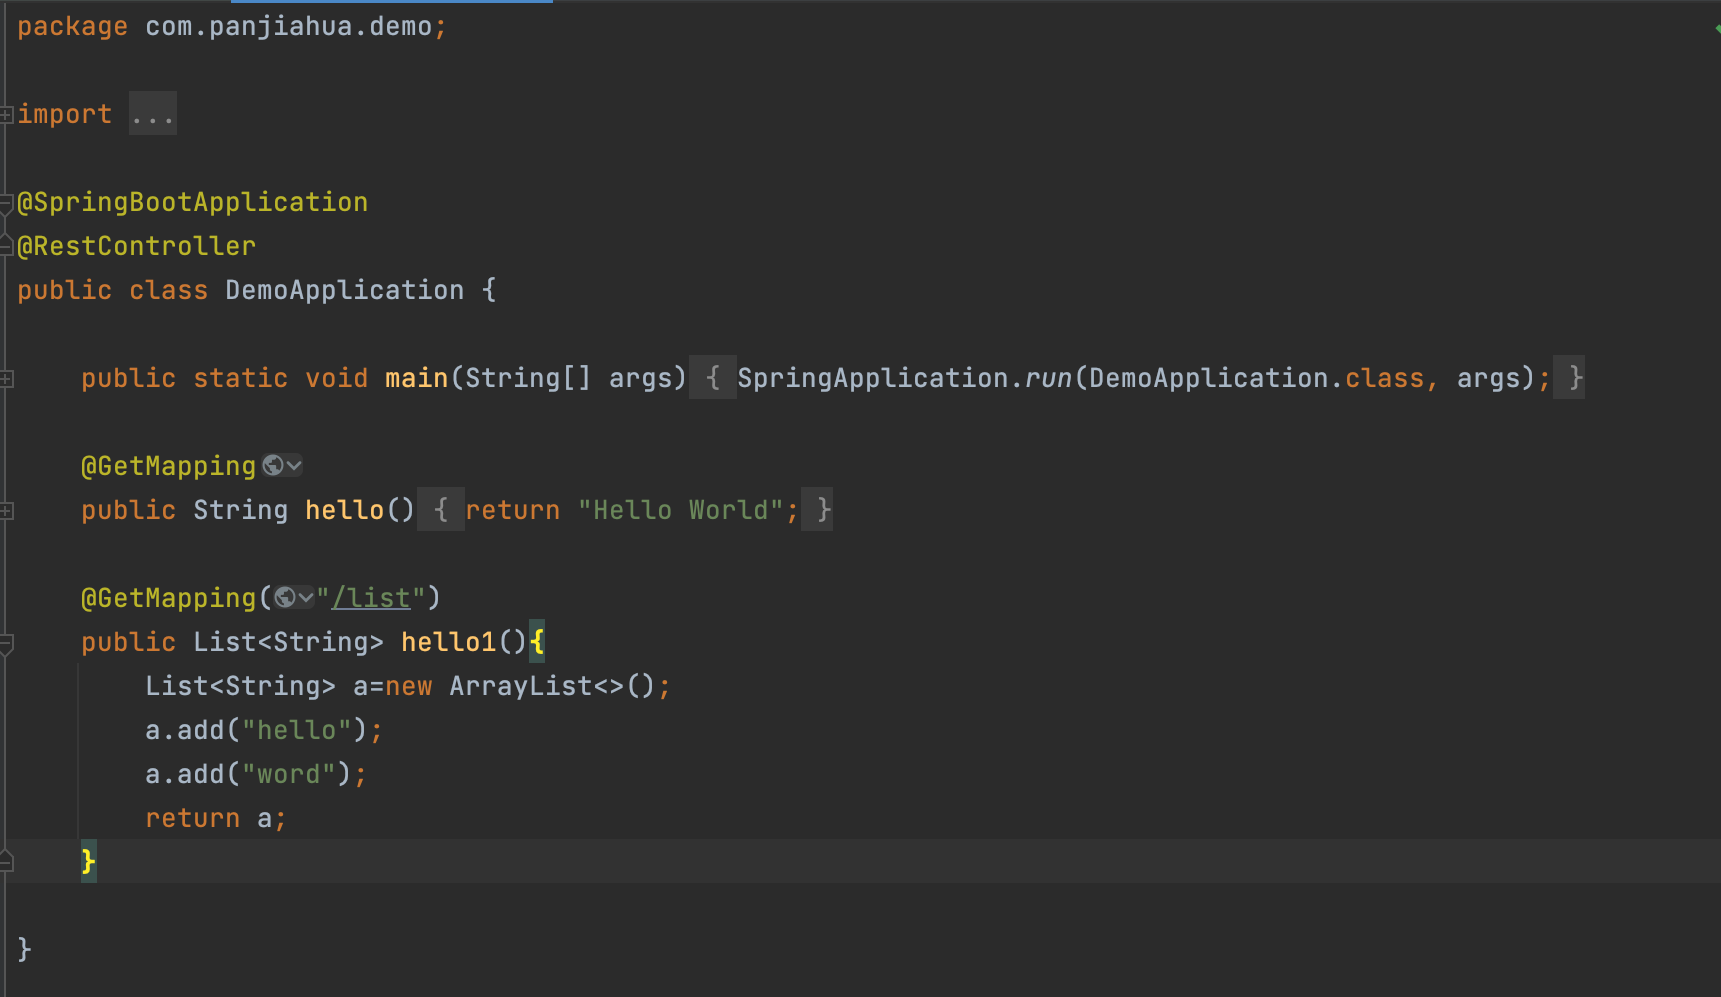 package com.panjiahua.demo;
import ...
@SpringBootApplication
@RestController
public class DemoApplication {
public static void main(String[] args) { SpringApplication.run(DemoApplication.class, args); }
@GetMapping
public String hello() { return "Hello World"; }
@GetMapping("/list")
public List<String> hello1(){
List<String> a=new ArrayList<>();
a.add("hello");
a.add("word");
return a;
}
}